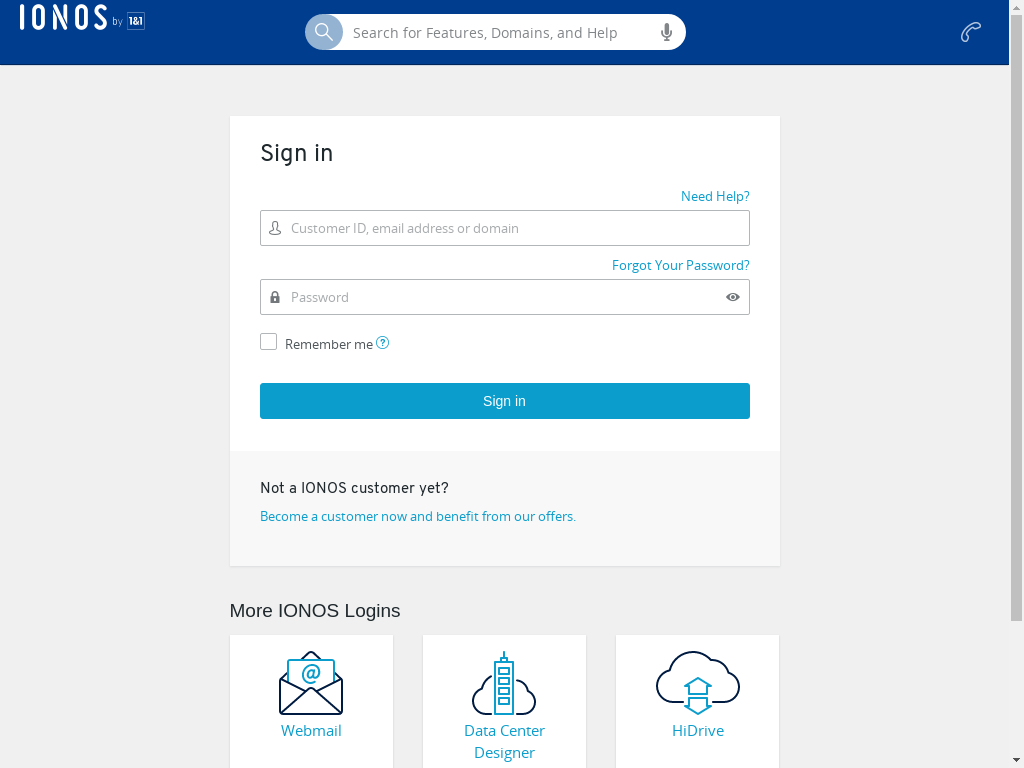 IONOS by 1&1
Search for Features, Domains, and Help
Sign in
Need Help?
Customer ID, email address or domain
Forgot Your Password?
Password
Remember me ?
Sign in
Not a IONOS customer yet?
Become a customer now and benefit from our offers.
More IONOS Logins
@
Webmail
Data Center
Designer
HiDrive